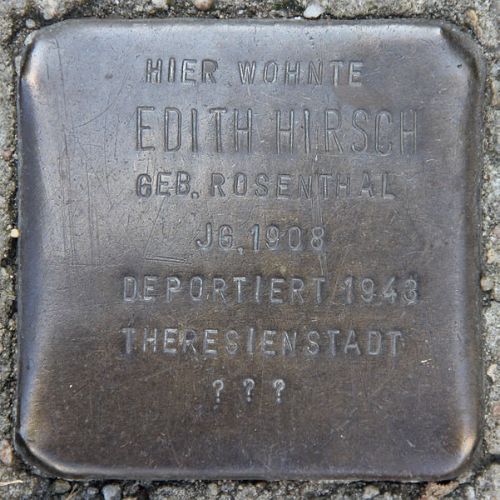 HIER WOHNTE
EDITH HIRSCH
GEB. ROSENTHAL
JG. 1908
DEPORTIERT 1943
THERESIENSTADT
? ? ?